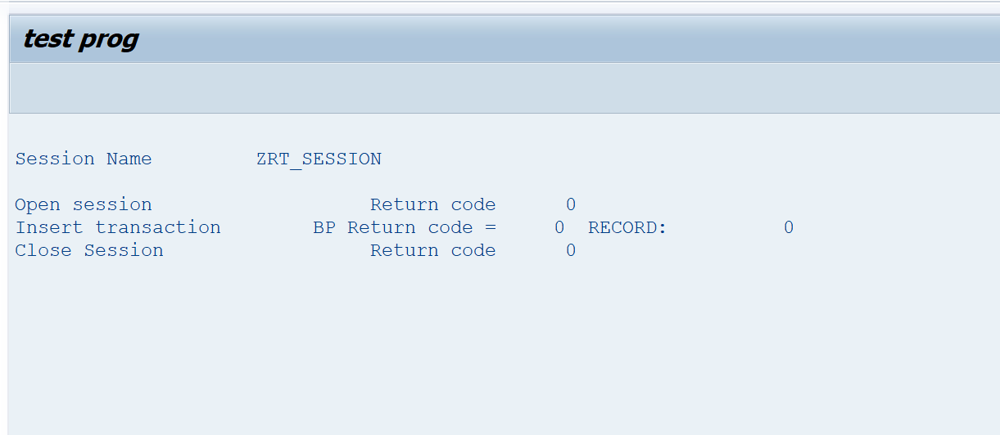 test prog
Session Name ZRT_SESSION
Open session Return code 0
Insert transaction BP Return code = 0 RECORD: 0
Close Session Return code 0